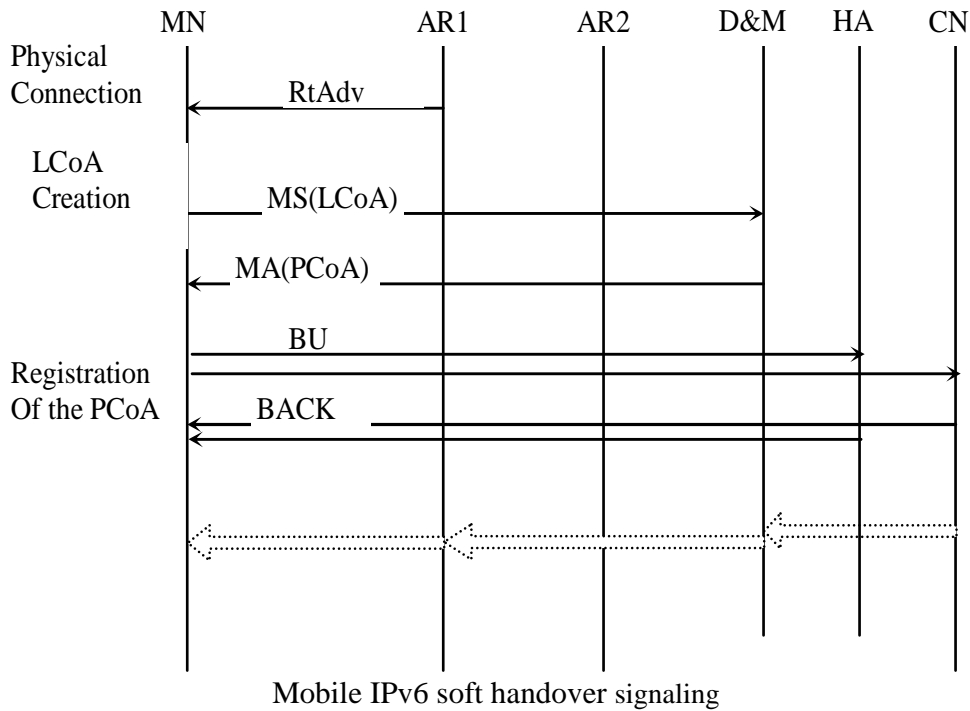 MN AR1 AR2 D&M HA CN
Physical
Connection
RtAdv
LCoA
Creation
MS(LCoA)
MA(PCoA)
BU
Registration
Of the PCoA
BACK
Mobile IPv6 soft handover signaling